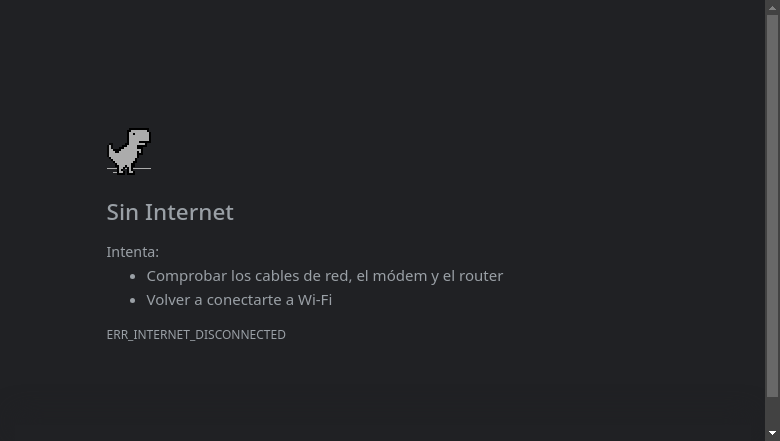 Sin Internet
Intenta:
Comprobar los cables de red, el módem y el router
Volver a conectarte a Wi-Fi
ERR_INTERNET_DISCONNECTED